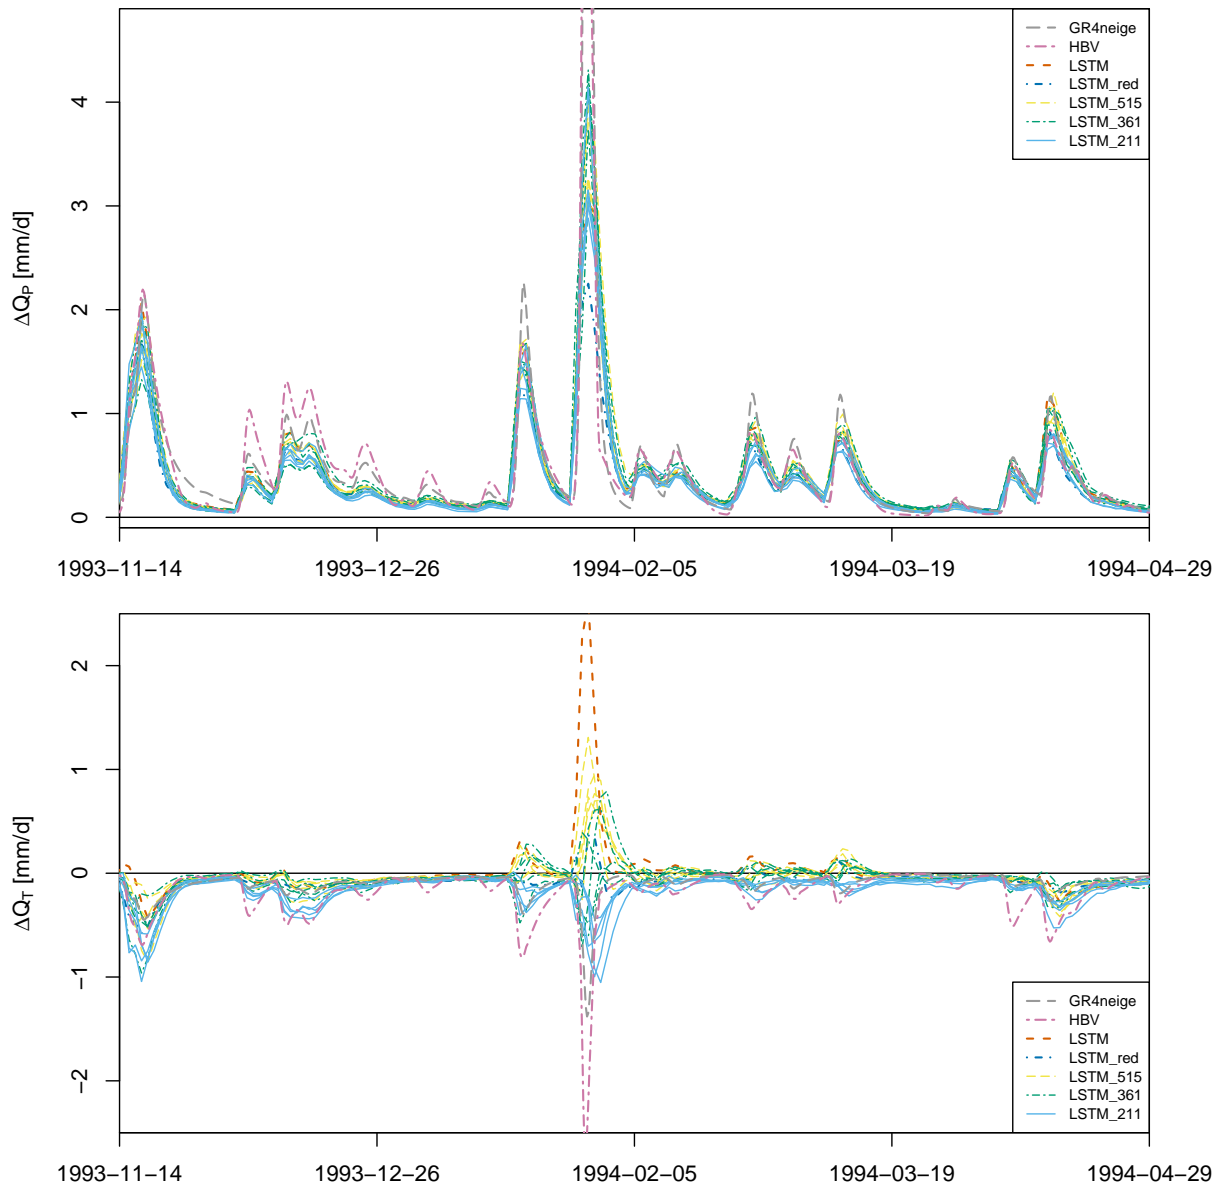 GR4neige
HBV
LSTM
LSTM_red
LSTM_515
LSTM_361
LSTM_211
4
3
2
1
0
ΔQP [mm/d]
1993−11−14 1993−12−26 1994−02−05 1994−03−19 1994−04−29
2
1
0
−1
−2
ΔQT [mm/d]
GR4neige
HBV
LSTM
LSTM_red
LSTM_515
LSTM_361
LSTM_211
1993−11−14 1993−12−26 1994−02−05 1994−03−19 1994−04−29